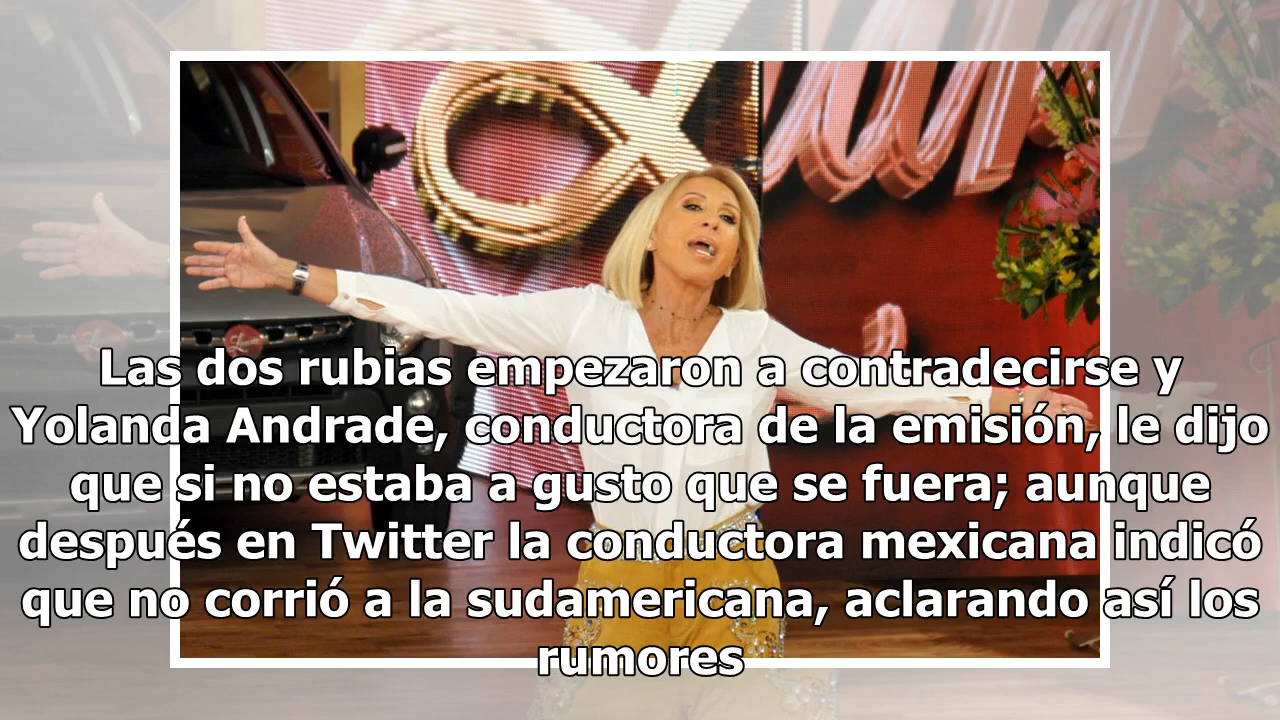 Las dos rubias empezaron a contradecirse y
Yolanda Andrade, conductora de la emisión, le dijo
que si no estaba a gusto que se fuera; aunque
después en Twitter la conductora mexicana indicó
que no corrió a la sudamericana, aclarando así los
rumores